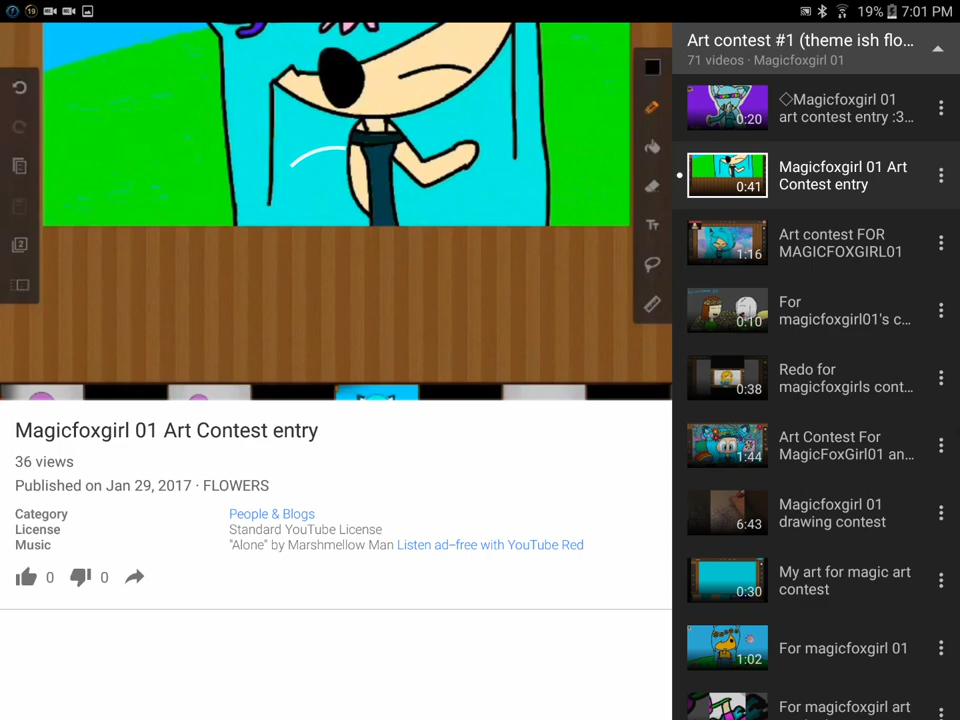 19
19% 7:01 PM
Art contest #1 (theme ish flo...
71 videos · Magicfoxgirl 01
◇Magicfoxgirl 01
art contest entry :3...
0:20
Magicfoxgirl 01 Art
Contest entry
0:41
Art contest FOR
MAGICFOXGIRL01
1:16
For
magicfoxgirl01's c...
0:10
Redo for
magicfoxgirls cont...
0:38
Art Contest For
MagicFoxGirl01 an...
1:44
Magicfoxgirl 01
drawing contest
6:43
My art for magic art
contest
0:30
For magicfoxgirl 01
1:02
For magicfoxgirl art
2
TT
Magicfoxgirl 01 Art Contest entry
36 views
Published on Jan 29, 2017 · FLOWERS
Category People & Blogs
License Standard YouTube License
Music "Alone" by Marshmellow Man Listen ad–free with YouTube Red
0 0